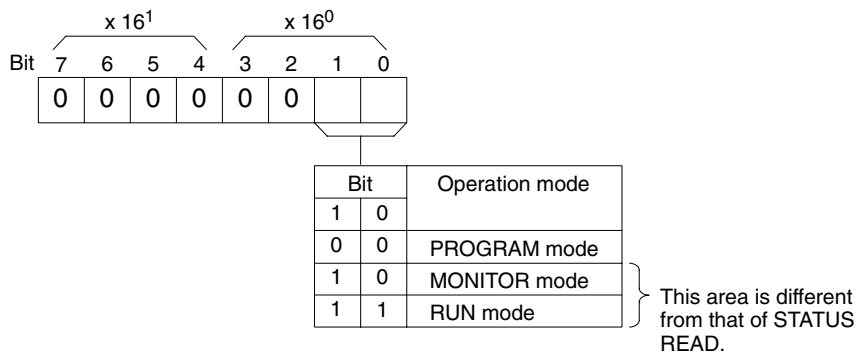 x 16¹ x 16⁰
Bit 7 6 5 4 3 2 1 0
0 0 0 0 0 0
Bit Operation mode
1 0
0 0 PROGRAM mode
1 0 MONITOR mode
1 1 RUN mode
This area is different
from that of STATUS
READ.